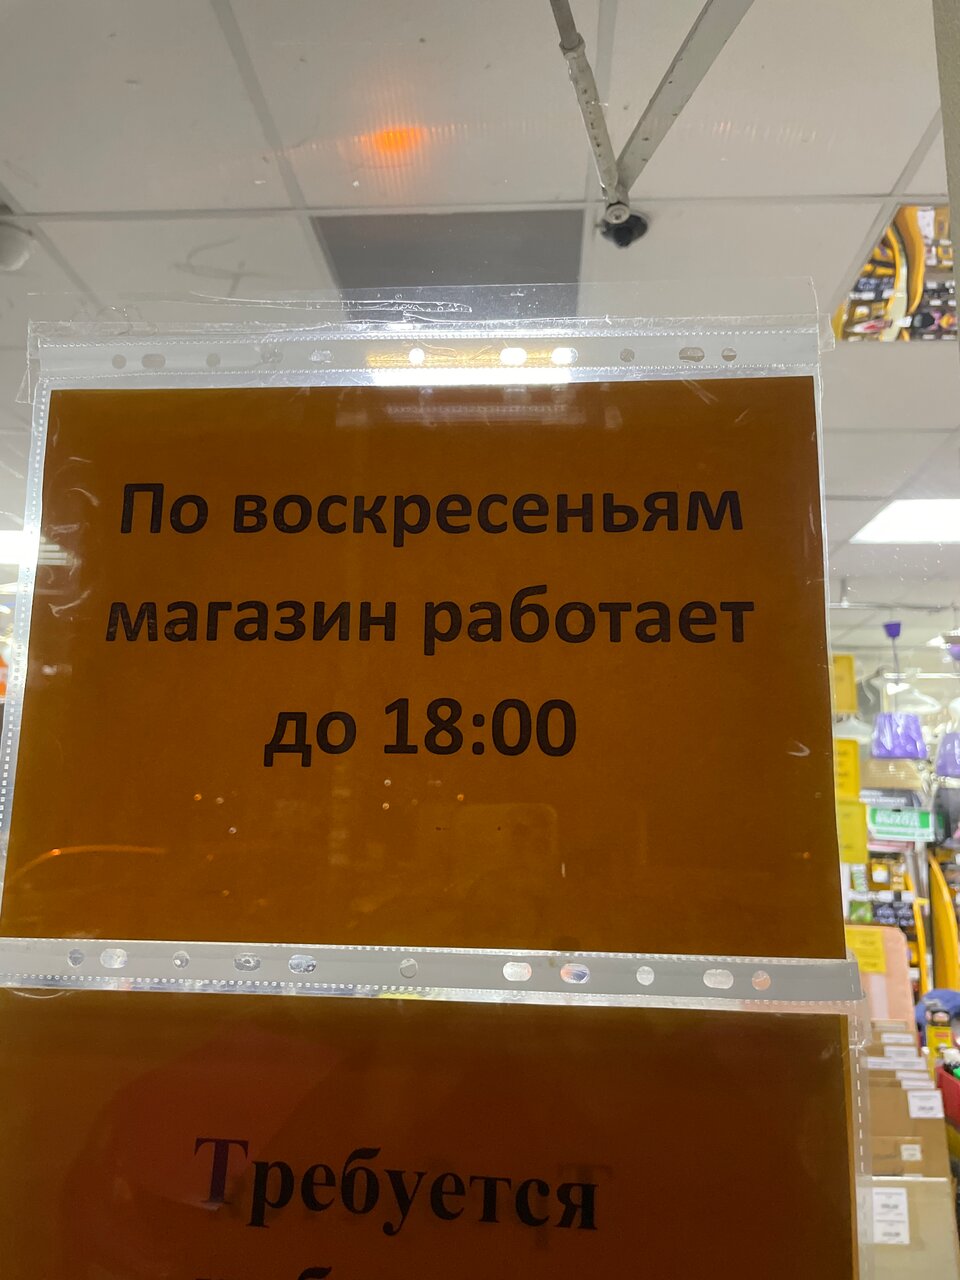 По воскресеньям
магазин работает
до 18:00
Требуется